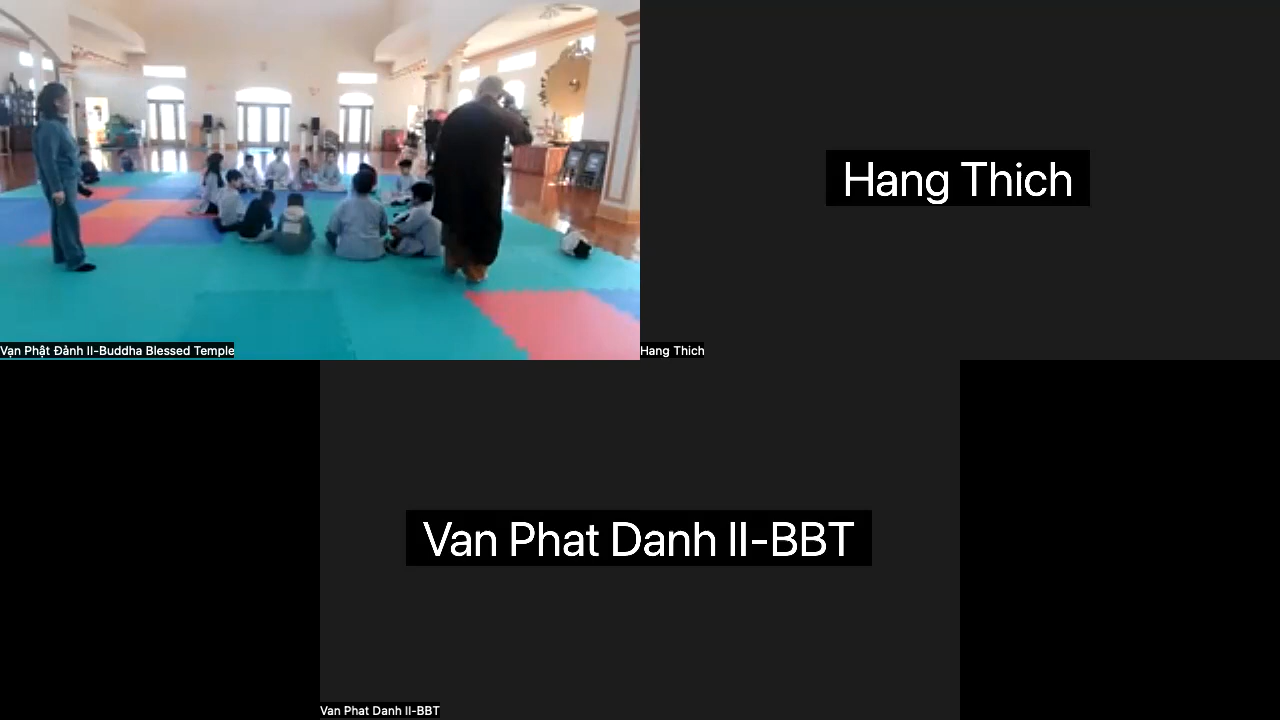 Hang Thich
Vạn Phật Đảnh II-Buddha Blessed Temple
Hang Thich
Van Phat Danh II-BBT
Van Phat Danh II-BBT